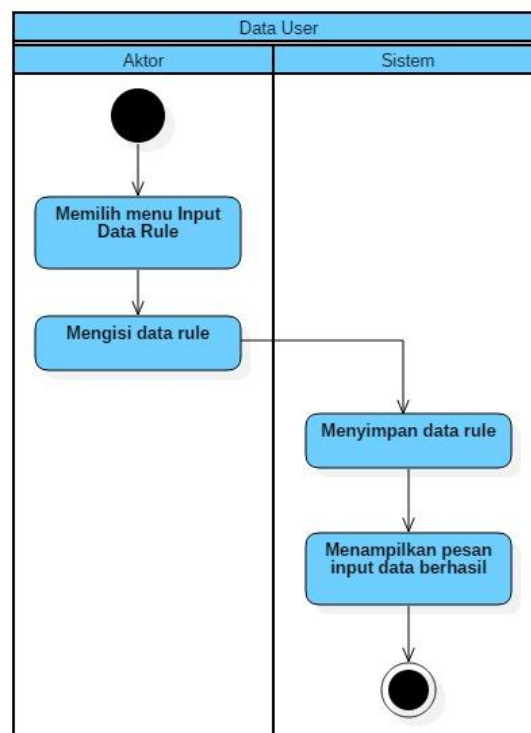 Data User
Aktor
Sistem
Memilih menu Input
Data Rule
Mengisi data rule
Menyimpan data rule
Menampilkan pesan
input data berhasil